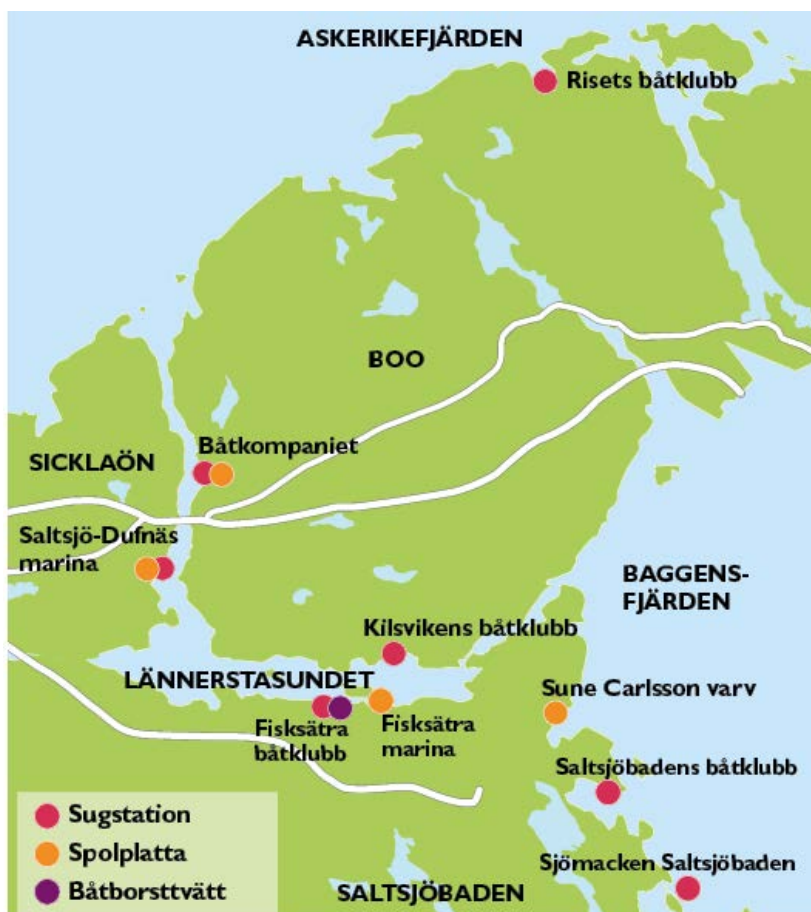 ASKERIKEFJÄRDEN
Risets båtklubb
BOO
Båtkompaniet
SICKLAÖN
Saltsjö-Dufnäs
marina
BAGGENS-
FJÄRDEN
Kilsvikens båtklubb
LÄNNERSTASUNDET
Sune Carlsson varv
Fisksätra
båtklubb
Fisksätra
marina
Saltsjöbadens båtklubb
Sjömacken Saltsjöbaden
SALTSJÖBADEN
Sugstation
Spolplatta
Båtborsttvätt